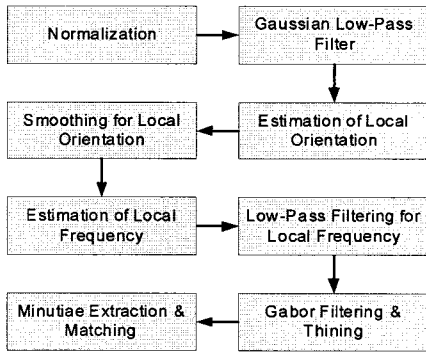 Normalization
Gaussian Low-Pass
Filter
Smoothing for Local
Orientation
Estimation of Local
Orientation
Estimation of Local
Frequency
Low-Pass Filtering for
Local Frequency
Minutiae Extraction &
Matching
Gabor Filtering &
Thining